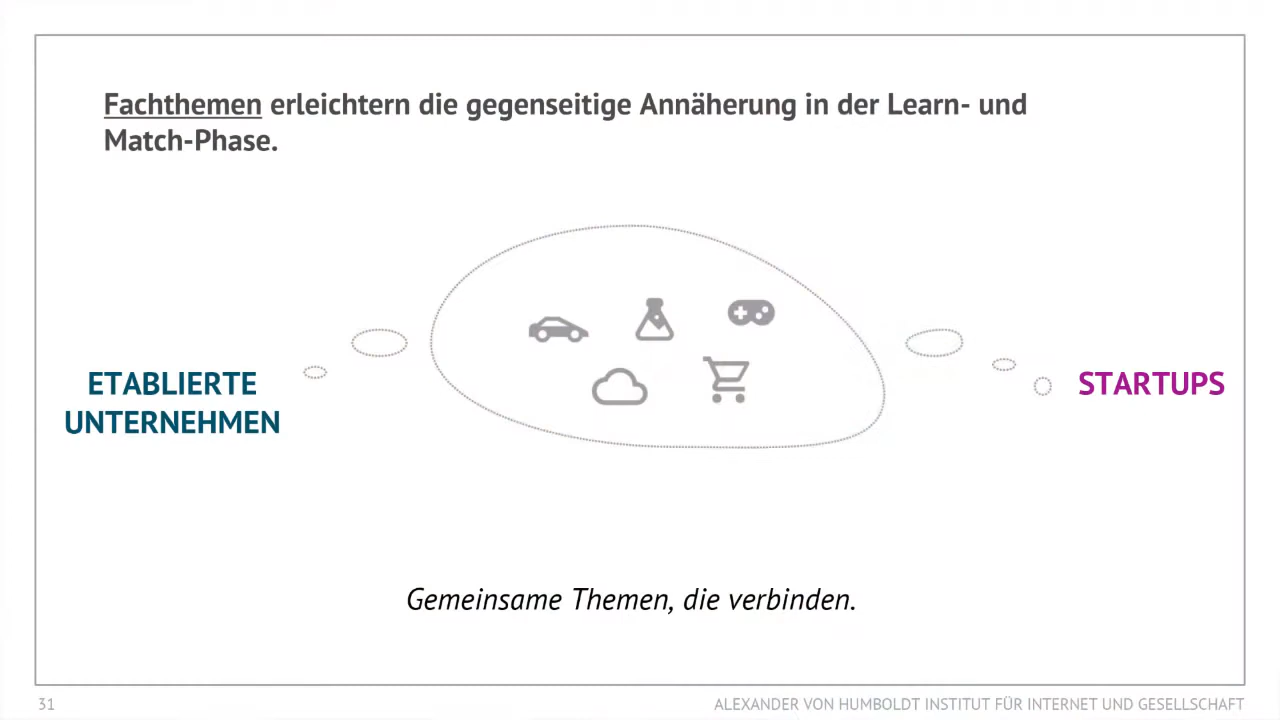 Fachthemen erleichtern die gegenseitige Annäherung in der Learn- und
Match-Phase.
ETABLIERTE
UNTERNEHMEN
STARTUPS
Gemeinsame Themen, die verbinden.
31
ALEXANDER VON HUMBOLDT INSTITUT FÜR INTERNET UND GESELLSCHAFT